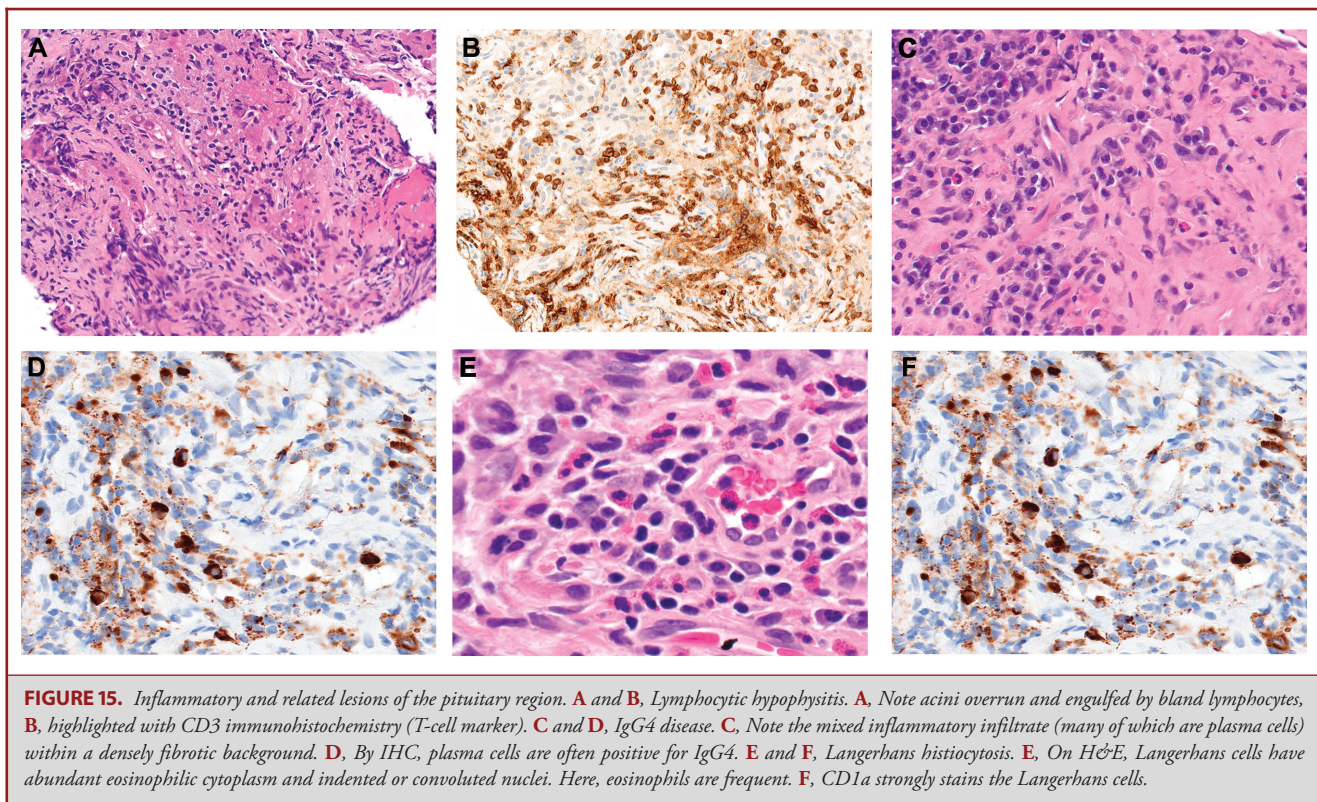 A
B
C
D
E
F
FIGURE 15. Inflammatory and related lesions of the pituitary region. A and B, Lymphocytic hypophysitis. A, Note acini overrun and engulfed by bland lymphocytes,
B, highlighted with CD3 immunohistochemistry (T-cell marker). C and D, IgG4 disease. C, Note the mixed inflammatory infiltrate (many of which are plasma cells)
within a densely fibrotic background. D, By IHC, plasma cells are often positive for IgG4. E and F, Langerhans histiocytosis. E, On H&E, Langerhans cells have
abundant eosinophilic cytoplasm and indented or convoluted nuclei. Here, eosinophils are frequent. F, CD1a strongly stains the Langerhans cells.